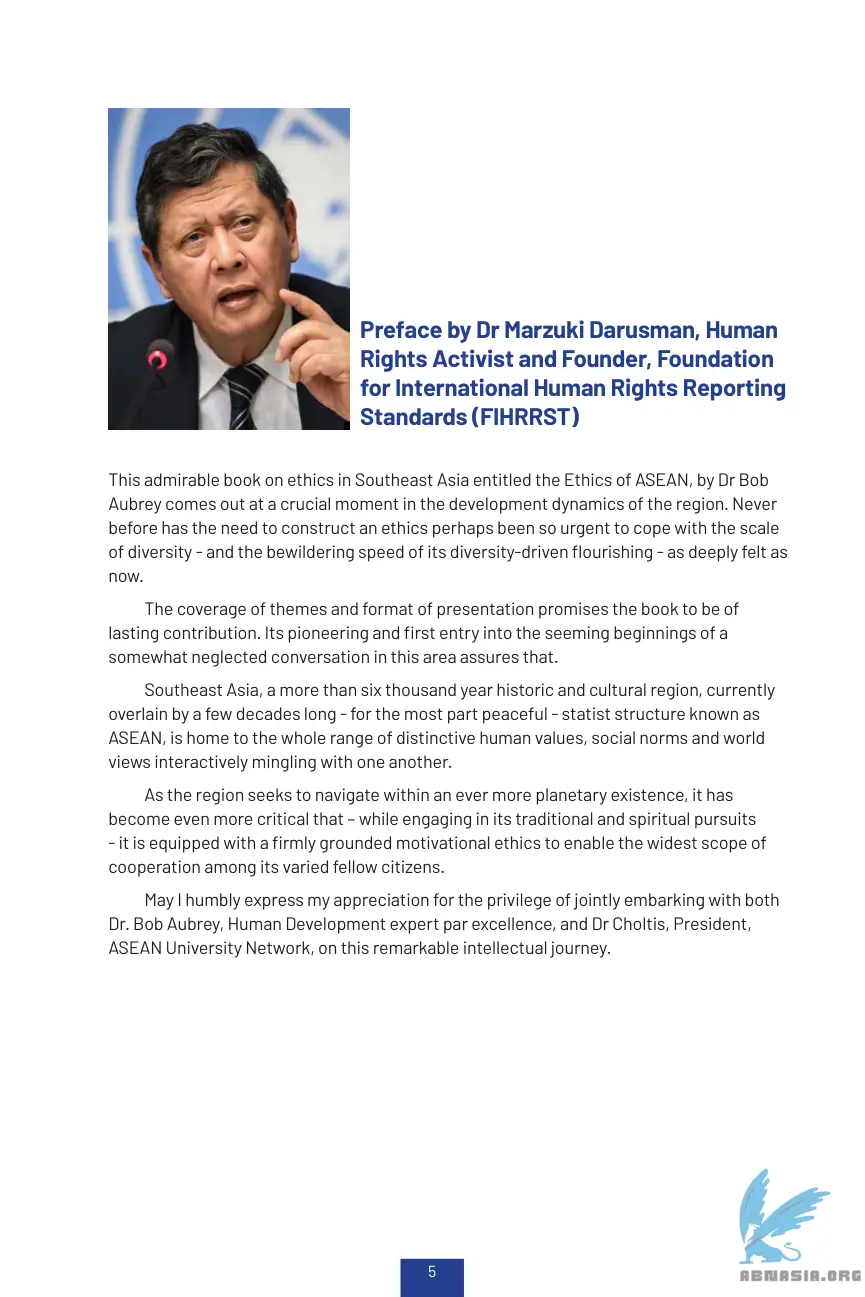 Preface by Dr Marzuki Darusman, Human
Rights Activist and Founder, Foundation
for International Human Rights Reporting
Standards (FIHRRST)
This admirable book on ethics in Southeast Asia entitled the Ethics of ASEAN, by Dr Bob
Aubrey comes out at a crucial moment in the development dynamics of the region. Never
before has the need to construct an ethics perhaps been so urgent to cope with the scale
of diversity - and the bewildering speed of its diversity-driven flourishing - as deeply felt as
now.
The coverage of themes and format of presentation promises the book to be of
lasting contribution. Its pioneering and first entry into the seeming beginnings of a
somewhat neglected conversation in this area assures that.
Southeast Asia, a more than six thousand year historic and cultural region, currently
overlain by a few decades long - for the most part peaceful - statist structure known as
ASEAN, is home to the whole range of distinctive human values, social norms and world
views interactively mingling with one another.
As the region seeks to navigate within an ever more planetary existence, it has
become even more critical that – while engaging in its traditional and spiritual pursuits
- it is equipped with a firmly grounded motivational ethics to enable the widest scope of
cooperation among its varied fellow citizens.
May I humbly express my appreciation for the privilege of jointly embarking with both
Dr. Bob Aubrey, Human Development expert par excellence, and Dr Choltis, President,
ASEAN University Network, on this remarkable intellectual journey.
5
ABNASIA.ORG